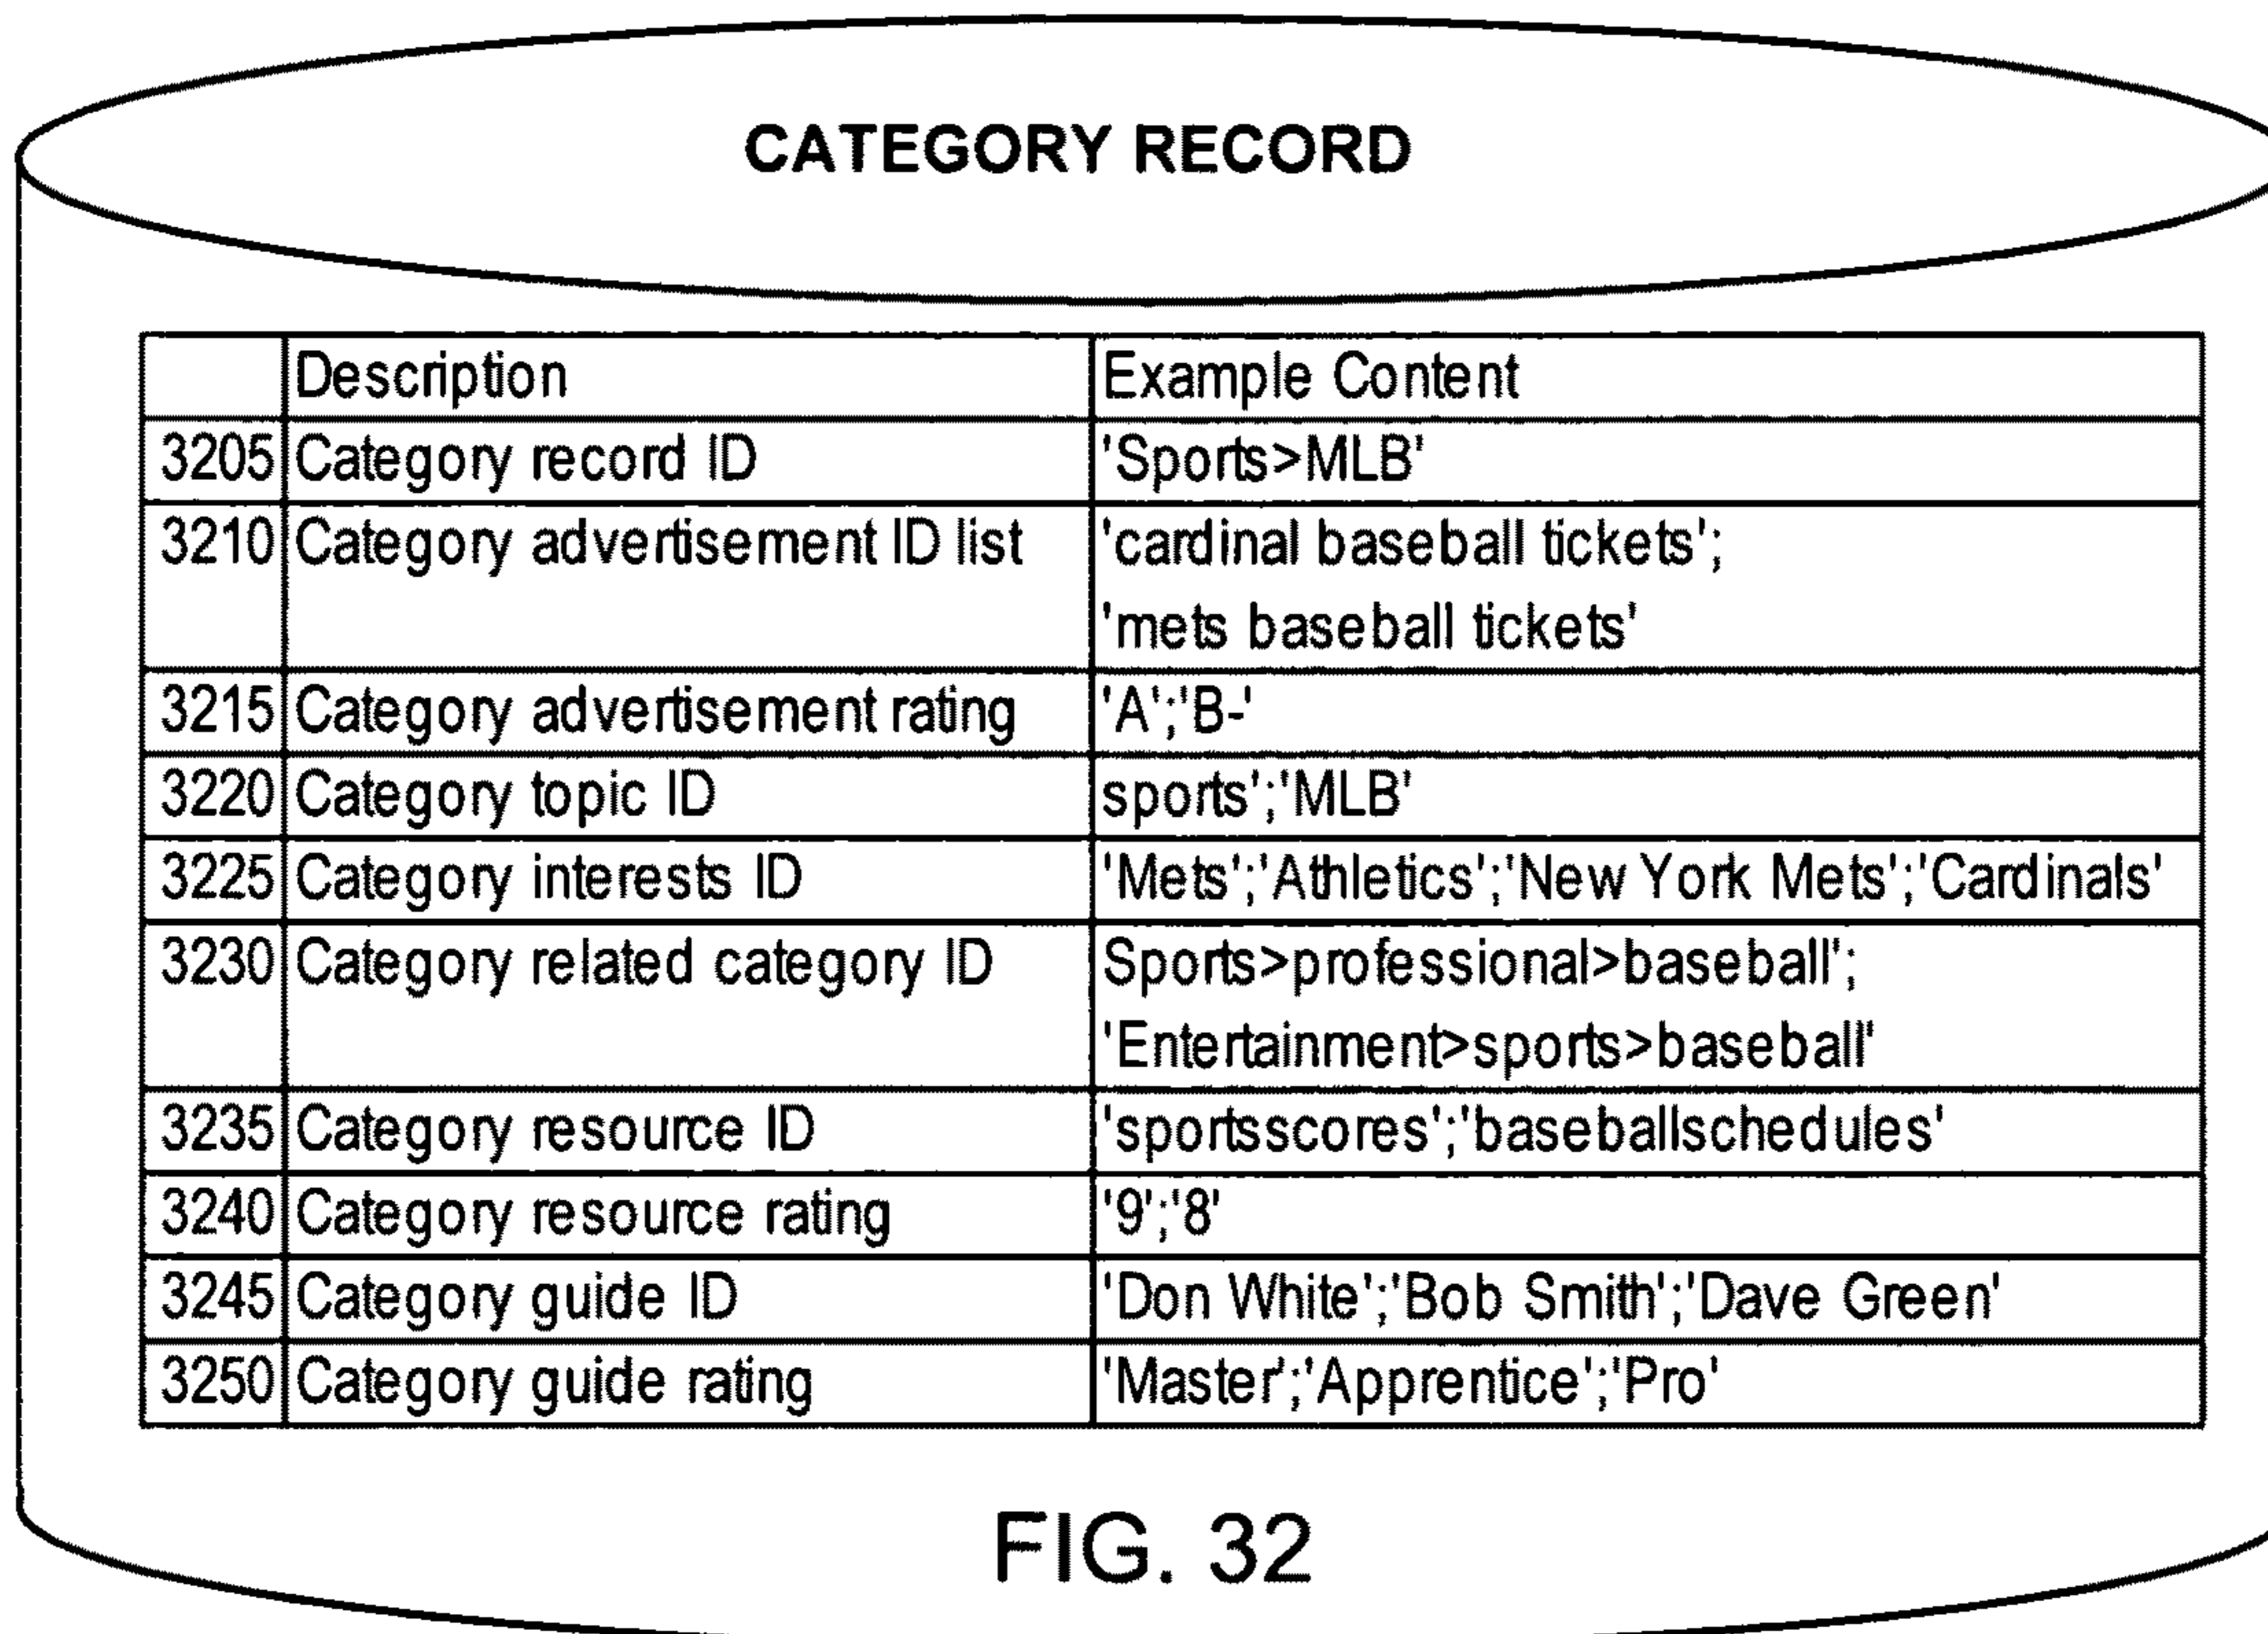 CATEGORY RECORD
Description Example Content
3205 Category record ID 'Sports>MLB'
3210 Category advertisement ID list 'cardinal baseball tickets';
'mets baseball tickets'
3215 Category advertisement rating 'A';'B-'
3220 Category topic ID sports';'MLB'
3225 Category interests ID 'Mets';'Athletics';'New York Mets';'Cardinals'
3230 Category related category ID Sports>professional>baseball';
'Entertainment>sports>baseball'
3235 Category resource ID 'sportsscores';'baseballschedules'
3240 Category resource rating '9';'8'
3245 Category guide ID 'Don White';'Bob Smith';'Dave Green'
3250 Category guide rating 'Master';'Apprentice';'Pro'
FIG. 32